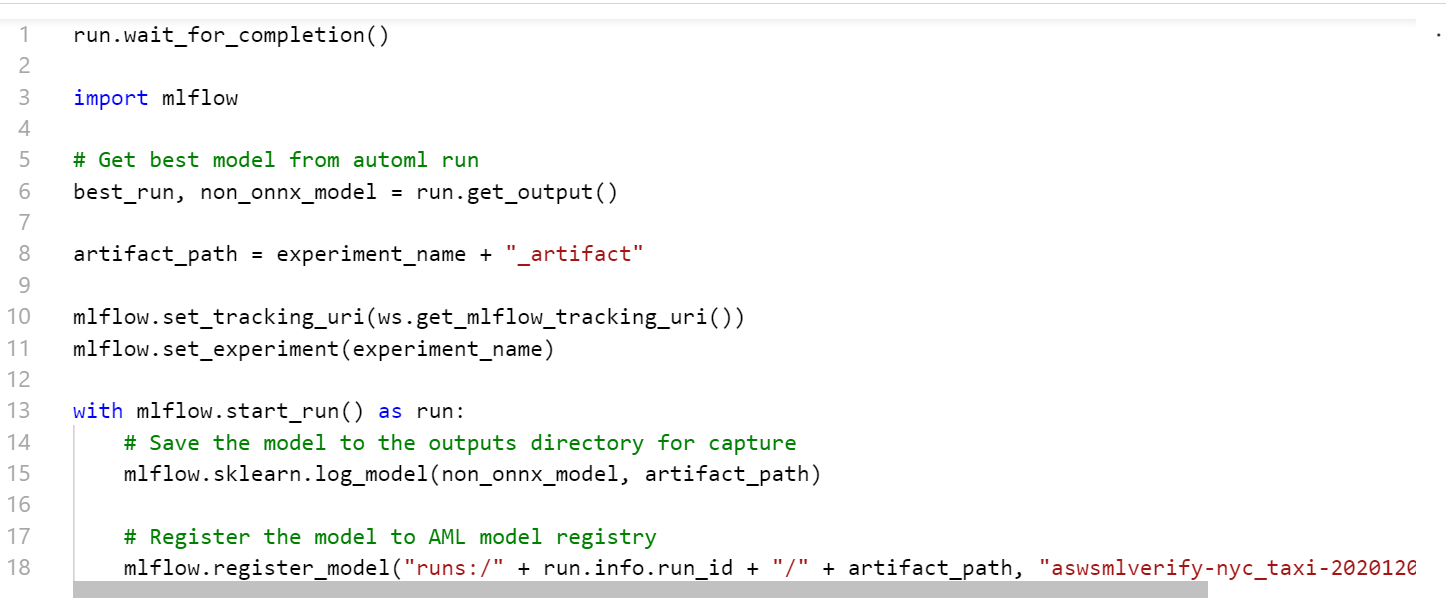 1 run.wait_for_completion()
2
3 import mlflow
4
5 # Get best model from automl run
6 best_run, non_onnx_model = run.get_output()
7
8 artifact_path = experiment_name + "_artifact"
9
10 mlflow.set_tracking_uri(ws.get_mlflow_tracking_uri())
11 mlflow.set_experiment(experiment_name)
12
13 with mlflow.start_run() as run:
14     # Save the model to the outputs directory for capture
15     mlflow.sklearn.log_model(non_onnx_model, artifact_path)
16
17     # Register the model to AML model registry
18     mlflow.register_model("runs:/" + run.info.run_id + "/" + artifact_path, "aswsmlverify-nyc_taxi-2020120